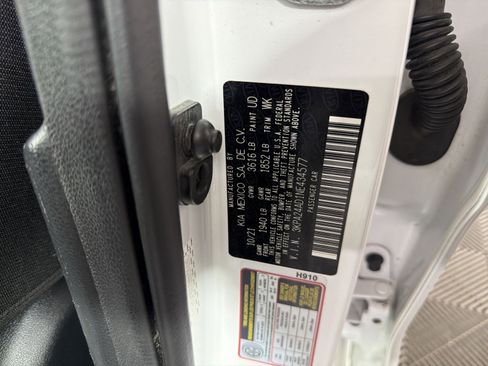 MANUFACTURED BY
KIA MEXICO S.A. DE C.V.
10/21 GVWR 3616 LB PAINT UD
GAWR FRONT 1940 LB GAWR REAR 1852 LB TRIM WK
THIS VEHICLE CONFORMS TO ALL APPLICABLE U.S.A. FEDERAL
MOTOR VEHICLE SAFETY, BUMPER, AND THEFT PREVENTION STANDARDS
IN EFFECT ON THE DATE OF MANUFACTURE SHOWN ABOVE.
V.I.N. 3KPA24AD1NE434577
PASSENGER CAR
H910